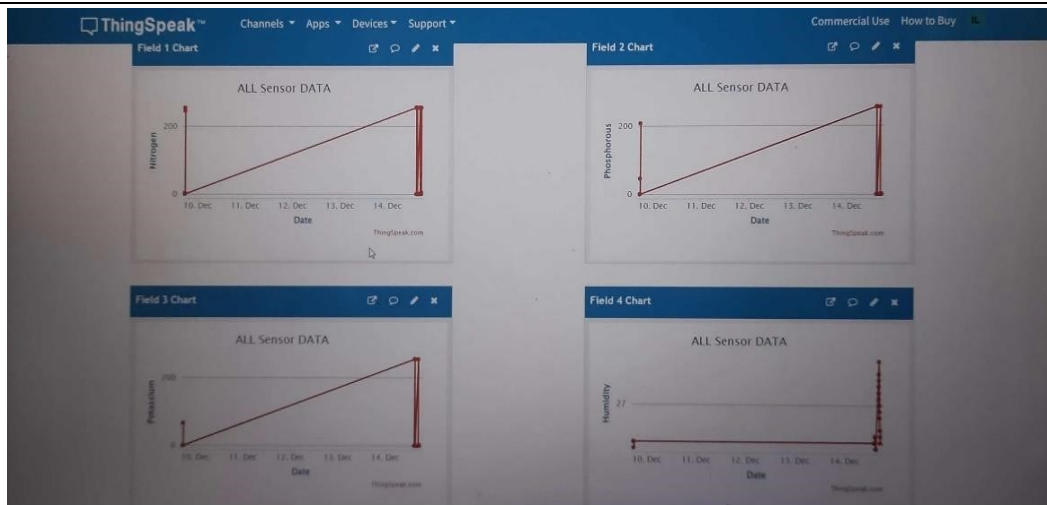 ThingSpeak™ Channels Apps Devices Support Commercial Use How to Buy IL
Field 1 Chart
ALL Sensor DATA
Nitrogen
200
0
10. Dec 11. Dec 12. Dec 13. Dec 14. Dec
Date
ThingSpeak.com
Field 2 Chart
ALL Sensor DATA
Phosphorous
200
0
10. Dec 11. Dec 12. Dec 13. Dec 14. Dec
Date
ThingSpeak.com
Field 3 Chart
ALL Sensor DATA
Potassium
200
0
10. Dec 11. Dec 12. Dec 13. Dec 14. Dec
Date
ThingSpeak.com
Field 4 Chart
ALL Sensor DATA
Humidity
27
10. Dec 11. Dec 12. Dec 13. Dec 14. Dec
Date
ThingSpeak.com